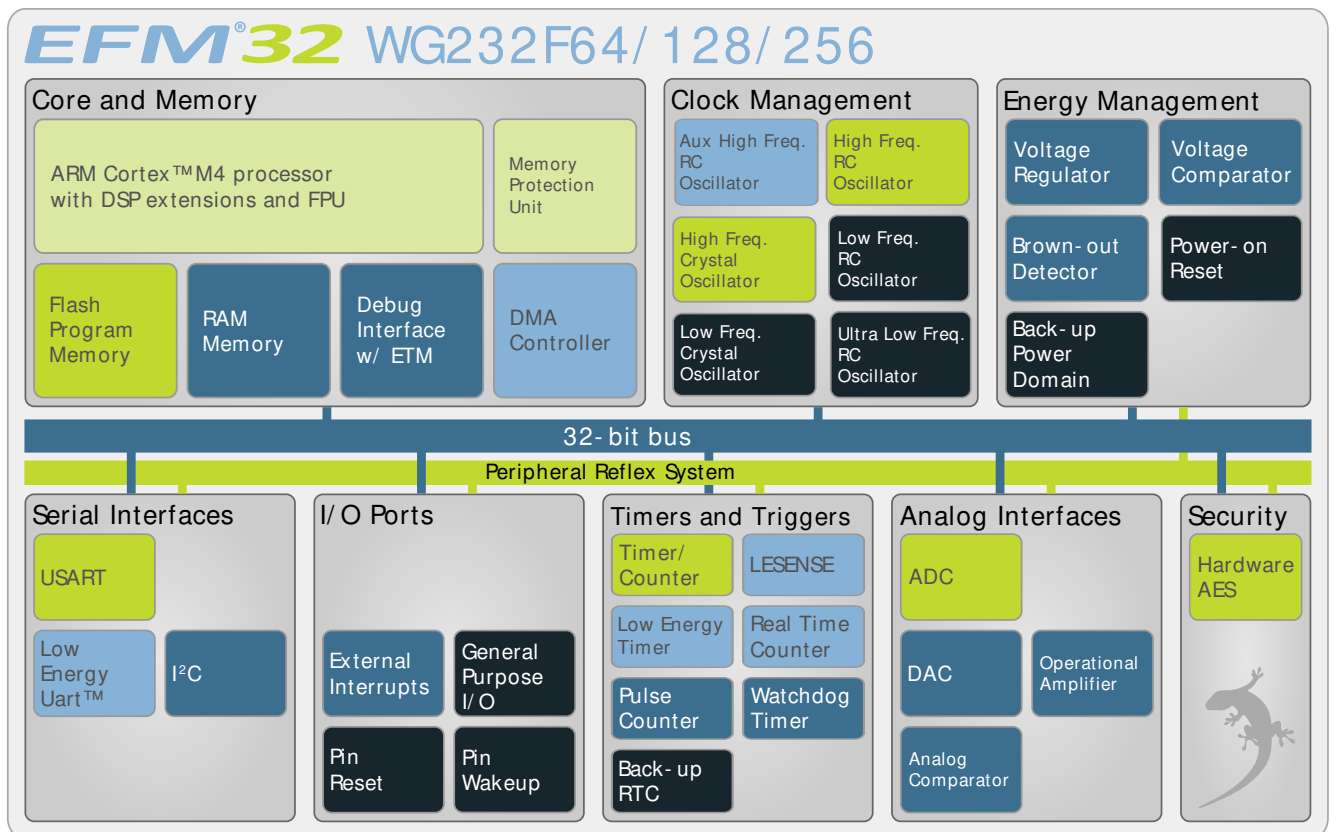 EFM®32 WG232F64/128/256
Core and Memory
ARM Cortex™ M4 processor
with DSP extensions and FPU
Memory
Protection
Unit
Flash
Program
Memory
RAM
Memory
Debug
Interface
w/ ETM
DMA
Controller
Clock Management
Aux High Freq.
RC
Oscillator
High Freq.
RC
Oscillator
High Freq.
Crystal
Oscillator
Low Freq.
RC
Oscillator
Low Freq.
Crystal
Oscillator
Ultra Low Freq.
RC
Oscillator
Energy Management
Voltage
Regulator
Voltage
Comparator
Brown-out
Detector
Power-on
Reset
Back-up
Power
Domain
32-bit bus
Peripheral Reflex System
Serial Interfaces
USART
Low
Energy
Uart™
I²C
I/O Ports
External
Interrupts
General
Purpose
I/O
Pin
Reset
Pin
Wakeup
Timers and Triggers
Timer/
Counter
LESENSE
Low Energy
Timer
Real Time
Counter
Pulse
Counter
Watchdog
Timer
Back-up
RTC
Analog Interfaces
ADC
DAC
Operational
Amplifier
Analog
Comparator
Security
Hardware
AES